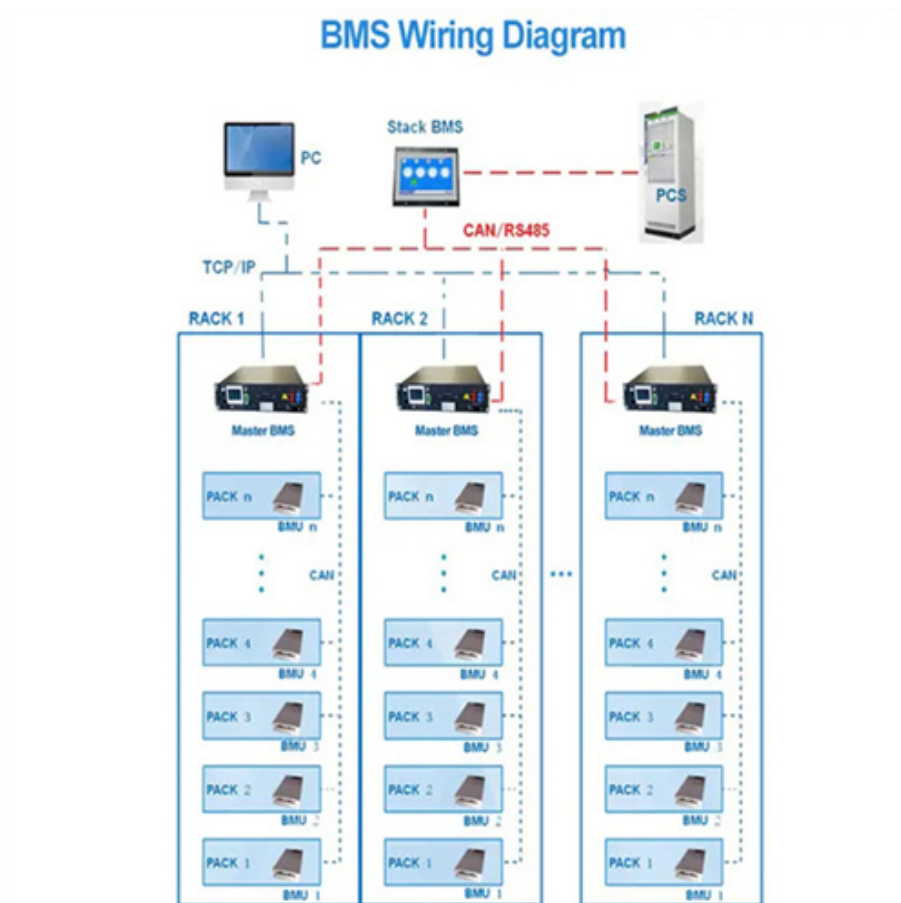 BMS Wiring Diagram
Stack BMS
PC
PCS
CAN/RS485
TCP/IP
RACK 1
RACK 2
RACK N
Master BMS
Master BMS
Master BMS
PACK n
PACK n
PACK n
BMU n
BMU n
BMU n
CAN
CAN
CAN
PACK 4
PACK 4
PACK 4
BMU 4
BMU 4
BMU 4
PACK 3
PACK 3
PACK 3
BMU 3
BMU 3
BMU 3
PACK 2
PACK 2
PACK 2
BMU 2
BMU 2
BMU 2
PACK 1
PACK 1
PACK 1
BMU 1
BMU 1
BMU 1